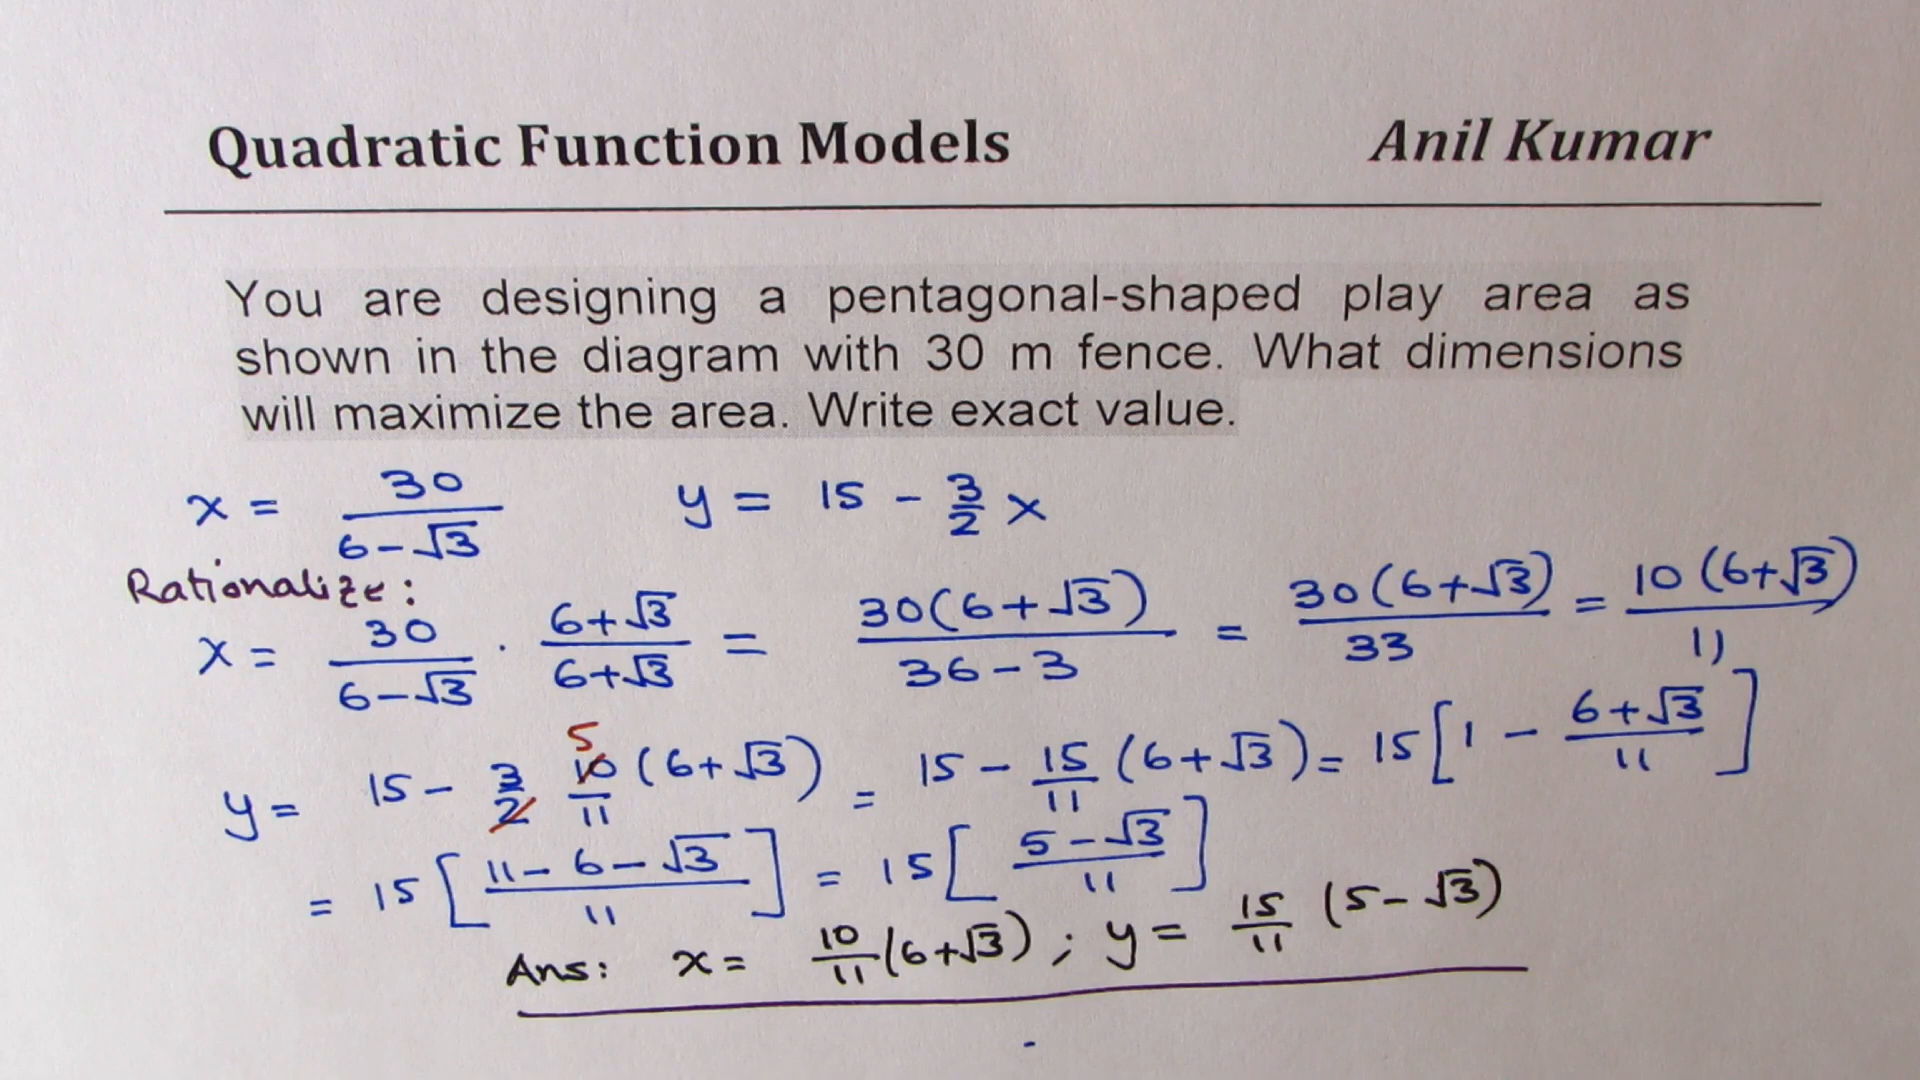 Quadratic Function Models Anil Kumar
You are designing a pentagonal-shaped play area as
shown in the diagram with 30 m fence. What dimensions
will maximize the area. Write exact value.
x = 30/(6-√3) y = 15 - 3/2 x
Rationalize:
x = 30/(6-√3) · (6+√3)/(6+√3) = 30(6+√3)/(36-3) = 30(6+√3)/33 = 10(6+√3)/11
y = 15 - 3/2 10/11 5 (6+√3) = 15 - 15/11 (6+√3) = 15[1 - (6+√3)/11]
= 15[(11-6-√3)/11] = 15[(5-√3)/11]
Ans: x = 10/11 (6+√3) ; y = 15/11 (5-√3)